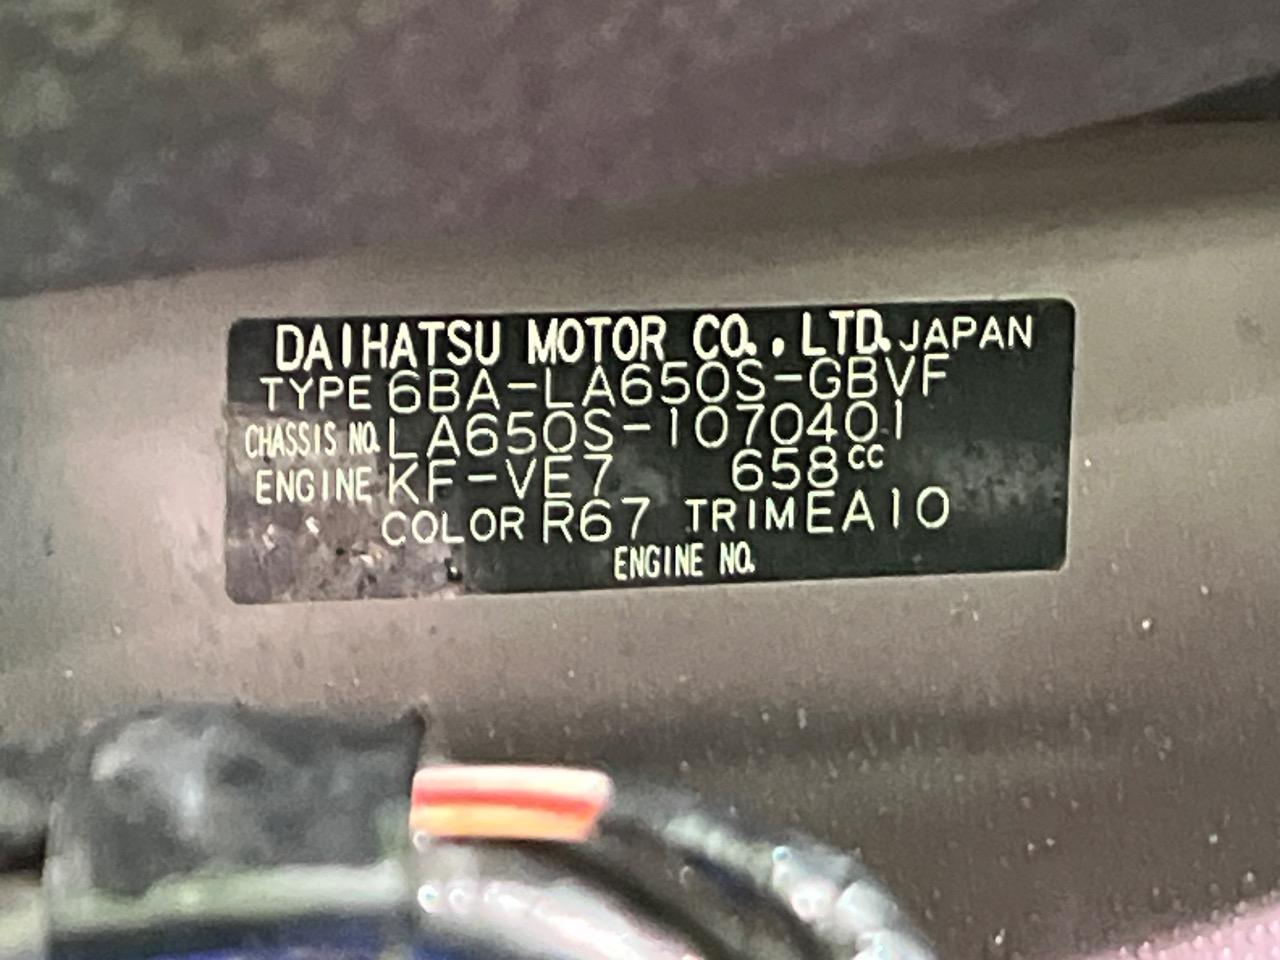 DAIHATSU MOTOR CO., LTD. JAPAN
TYPE 6BA-LA650S-GBVF
CHASSIS NO. LA650S-1070401
ENGINE KF-VE7 658cc
COLOR R67 TRIM EA10
ENGINE NO.